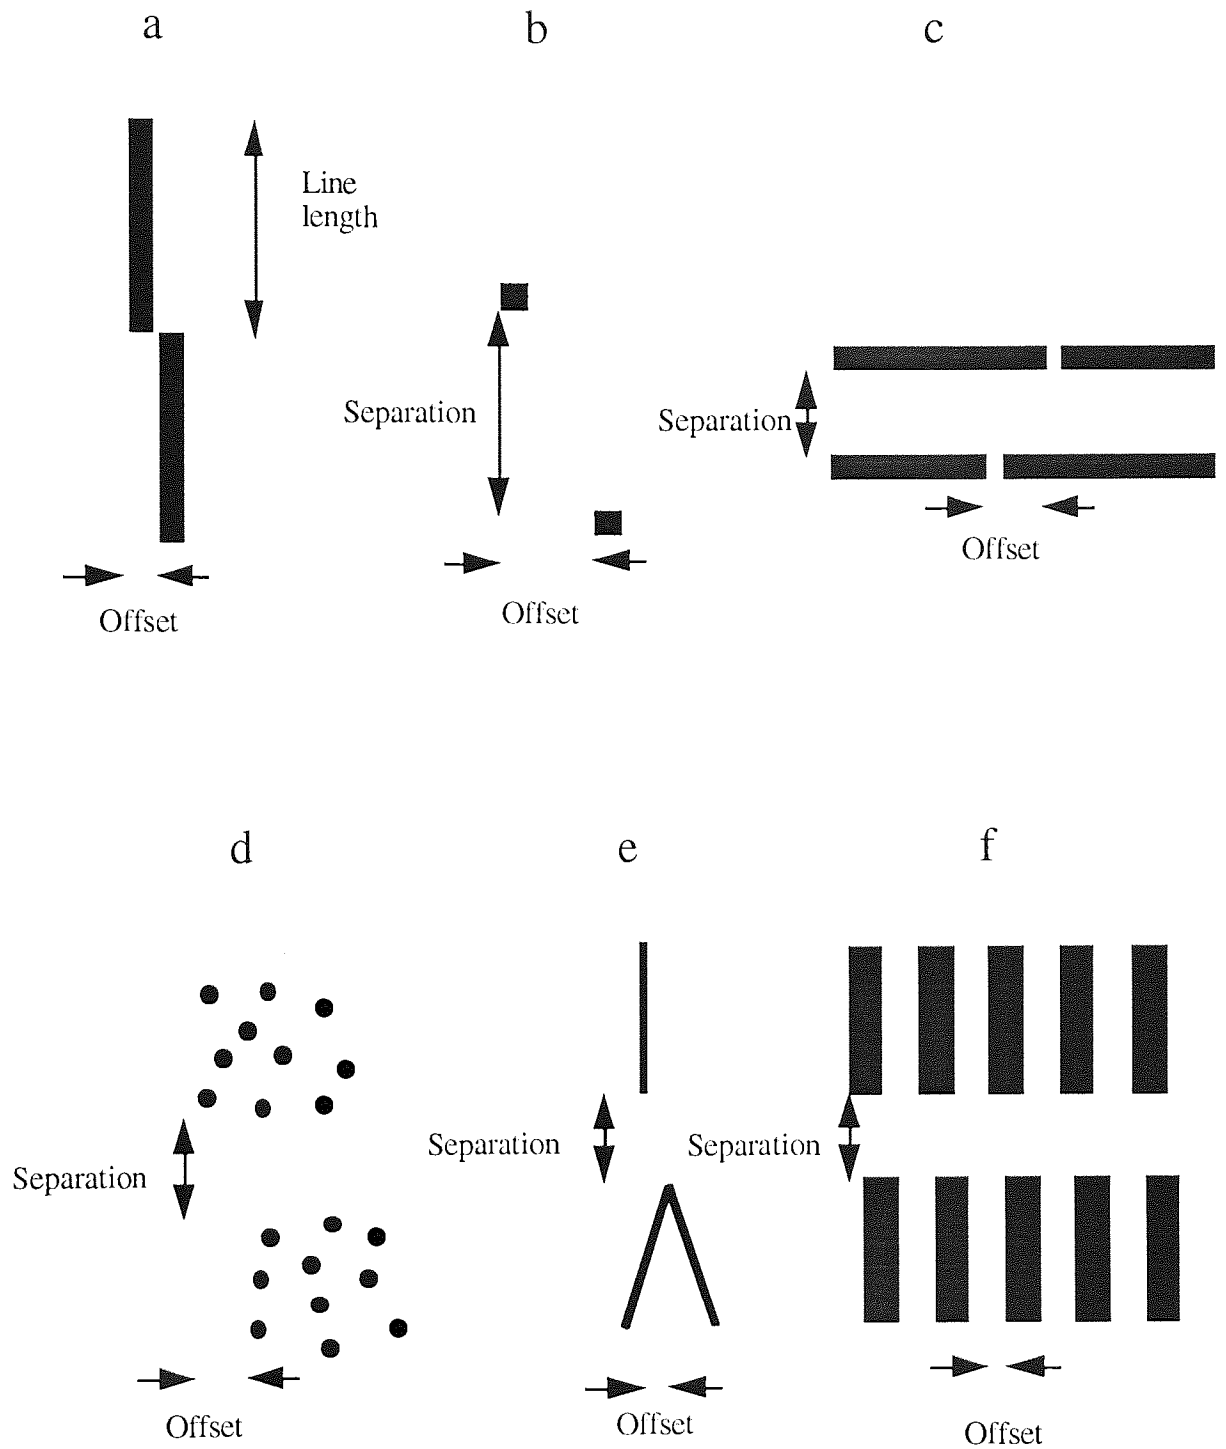 a
b
c
Line
length
Separation
Separation
Offset
Offset
Offset
d
e
f
Separation
Separation
Separation
Offset
Offset
Offset